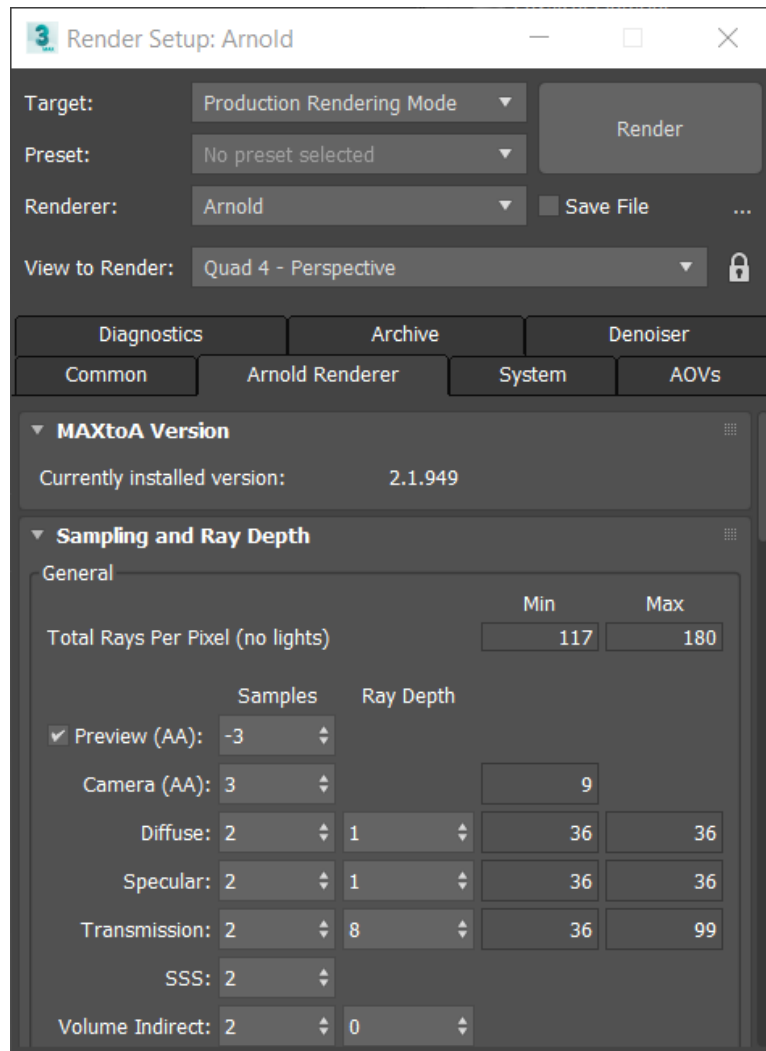 3 Render Setup: Arnold
Target: Production Rendering Mode
Render
Preset: No preset selected
Renderer: Arnold Save File ...
View to Render: Quad 4 - Perspective
Diagnostics Archive Denoiser
Common Arnold Renderer System AOVs
MAXtoA Version
Currently installed version: 2.1.949
Sampling and Ray Depth
General
Min Max
Total Rays Per Pixel (no lights) 117 180
Samples Ray Depth
Preview (AA): -3
Camera (AA): 3 9
Diffuse: 2 1 36 36
Specular: 2 1 36 36
Transmission: 2 8 36 99
SSS: 2
Volume Indirect: 2 0